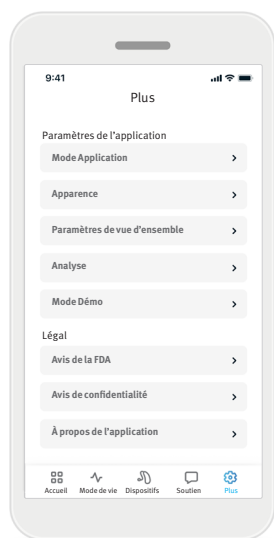 9:41
Plus
Paramètres de l'application
Mode Application
Apparence
Paramètres de vue d'ensemble
Analyse
Mode Démo
Légal
Avis de la FDA
Avis de confidentialité
À propos de l'application
Accueil Mode de vie Dispositifs Soutien Plus